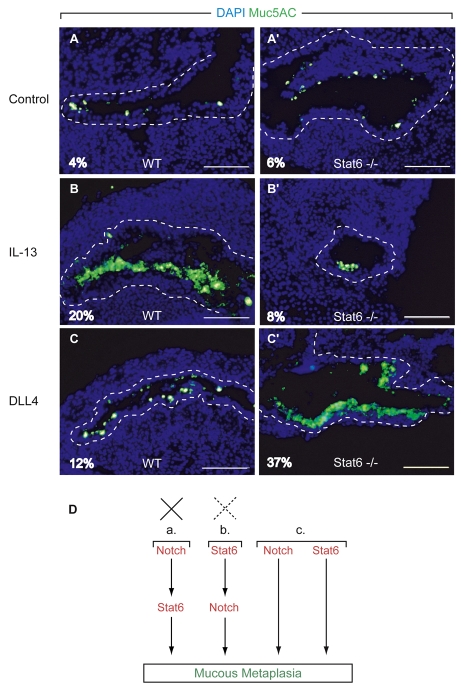 DAPI Muc5AC
A
A'
Control
4%
WT
6%
Stat6 -/-
B
B'
IL-13
20%
WT
8%
Stat6 -/-
C
C'
DLL4
12%
WT
37%
Stat6 -/-
D
a.
b.
c.
Notch
Stat6
Notch
Stat6
Stat6
Notch
Mucous Metaplasia